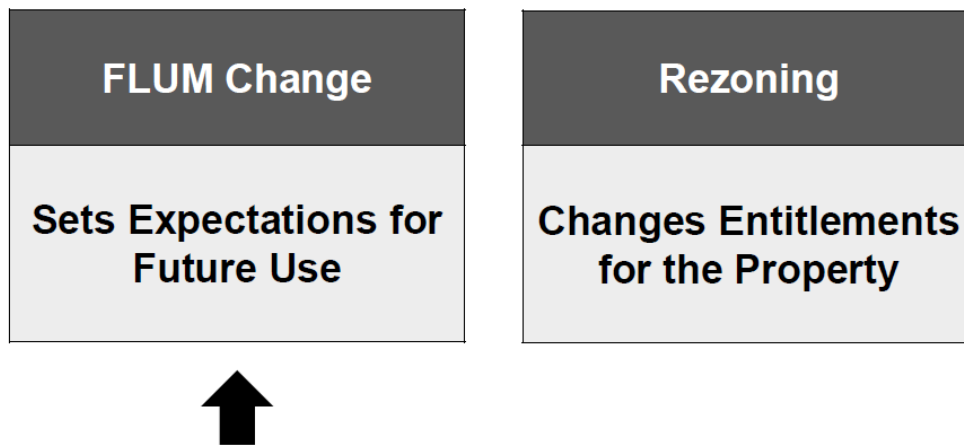 FLUM Change
Sets Expectations for
Future Use
Rezoning
Changes Entitlements
for the Property